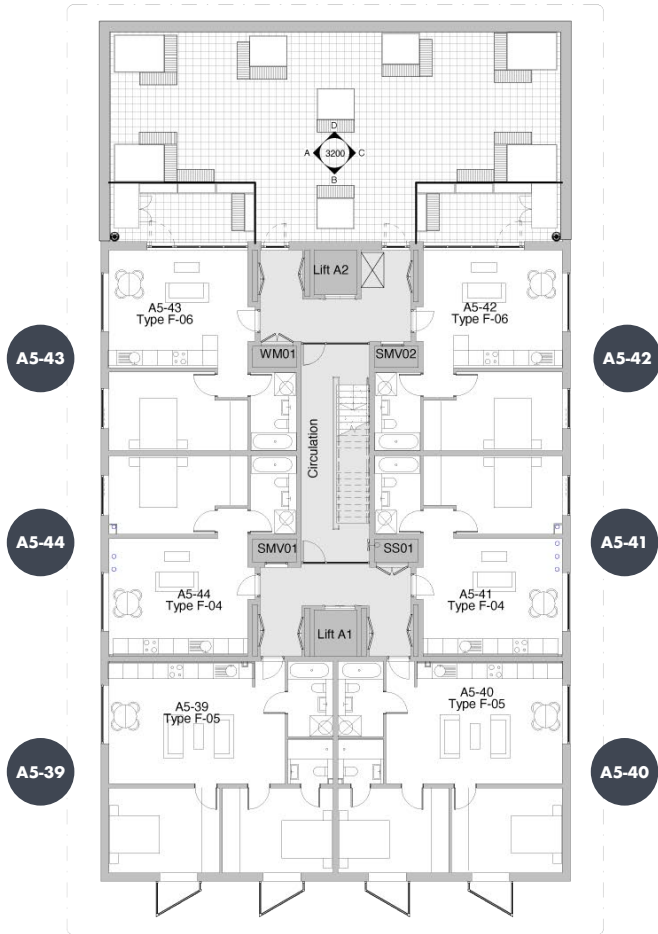 D
A 3200 C
B
Lift A2
A5-43
Type F-06
A5-42
Type F-06
A5-43
WM01
SMV02
A5-42
Circulation
A5-44
SMV01
SS01
A5-41
A5-44
Type F-04
A5-41
Type F-04
Lift A1
A5-39
Type F-05
A5-40
Type F-05
A5-39
A5-40